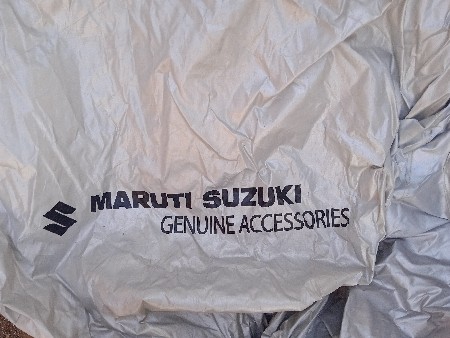 MARUTI SUZUKI
GENUINE ACCESSORIES